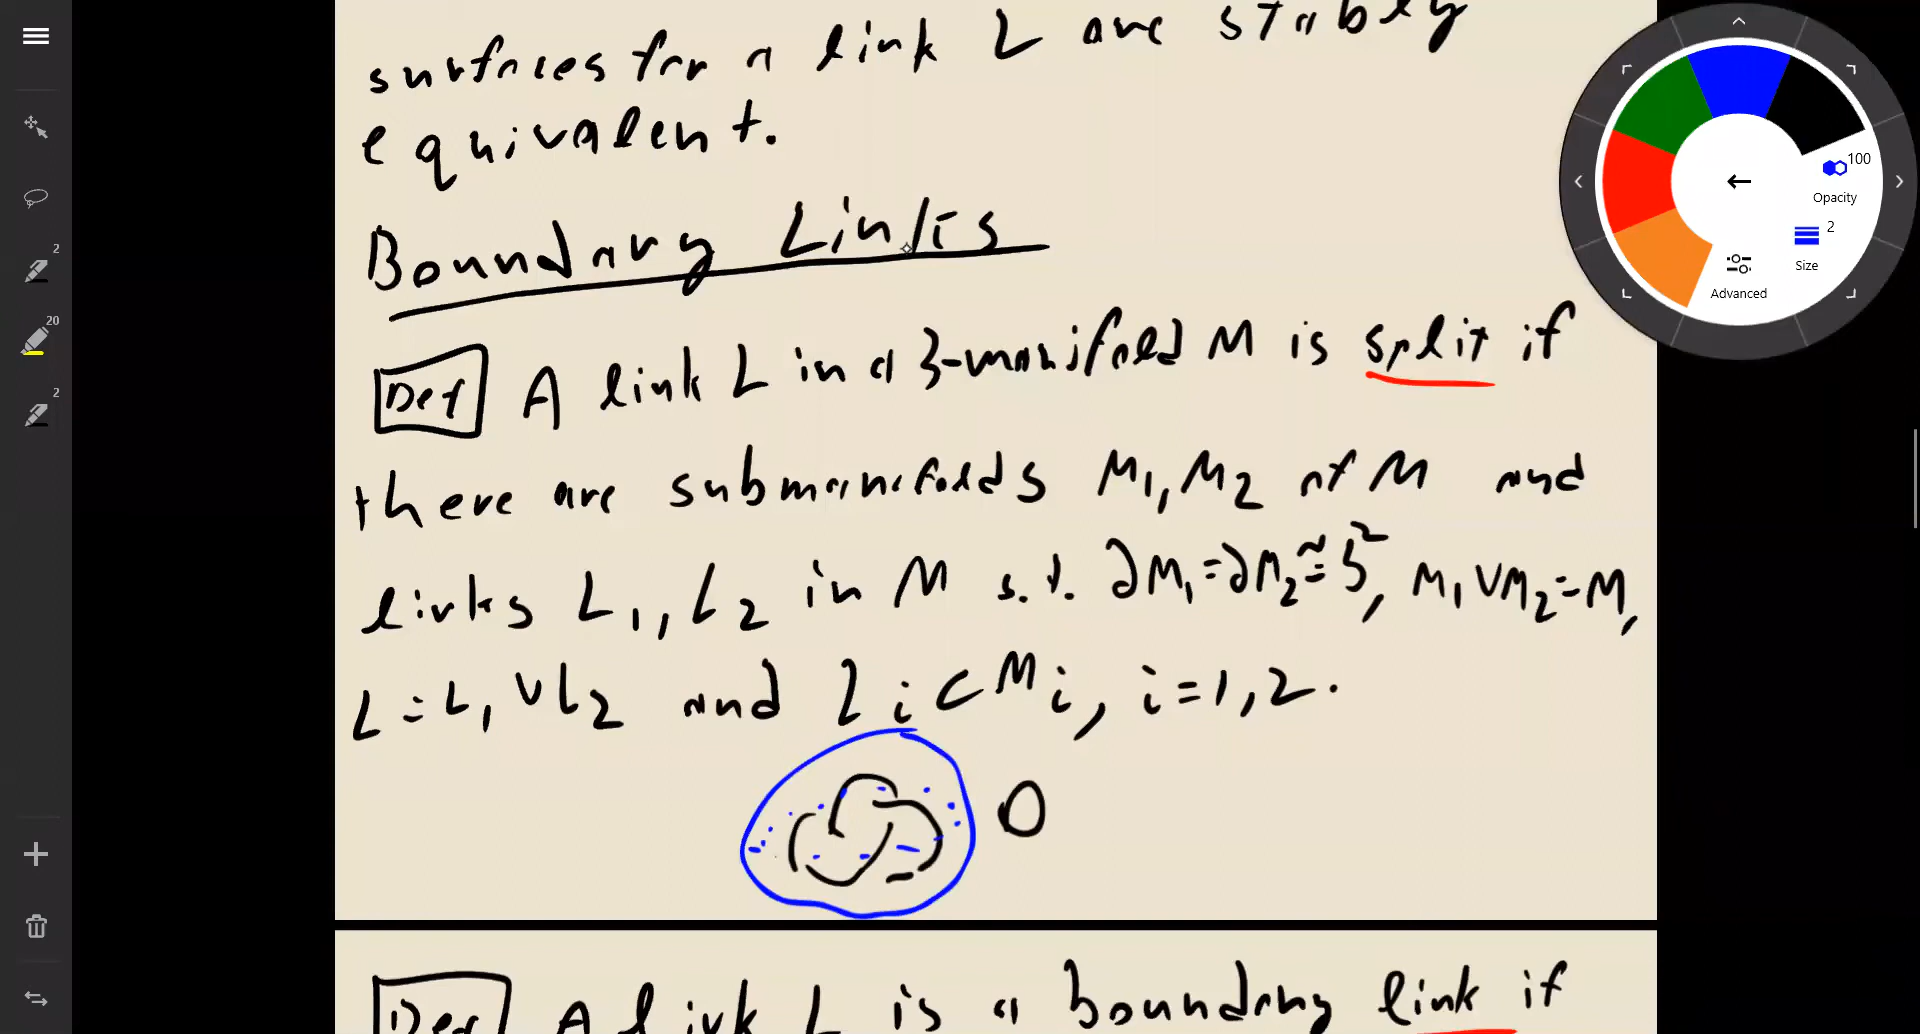 surfaces for a link L are stably
equivalent.
Boundary Links
Def A link L in a 3-manifold M is split if
there are submanifolds M₁, M₂ of M and
links L₁, L₂ in M s.t. ∂M₁=∂M₂≅S², M₁∪M₂=M,
L=L₁∪L₂ and Lᵢ⊂Mᵢ, i=1,2.
Def A link L is a boundary link if
100
Opacity
2
Size
Advanced
2
20
2